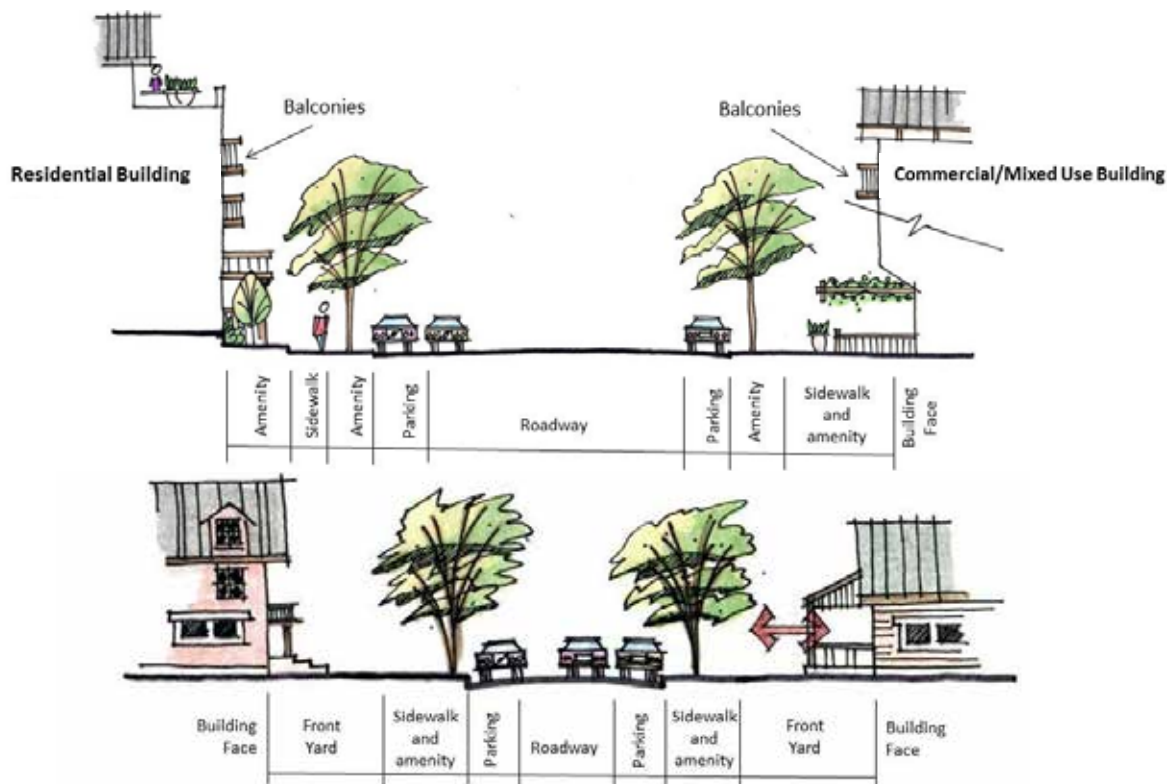 Balconies
Balconies
Residential Building
Commercial/Mixed Use Building
Amenity
Sidewalk
Amenity
Parking
Roadway
Parking
Amenity
Sidewalk
and
amenity
Building
Face
Building
Face
Front
Yard
Sidewalk
and
amenity
Parking
Roadway
Parking
Sidewalk
and
amenity
Front
Yard
Building
Face